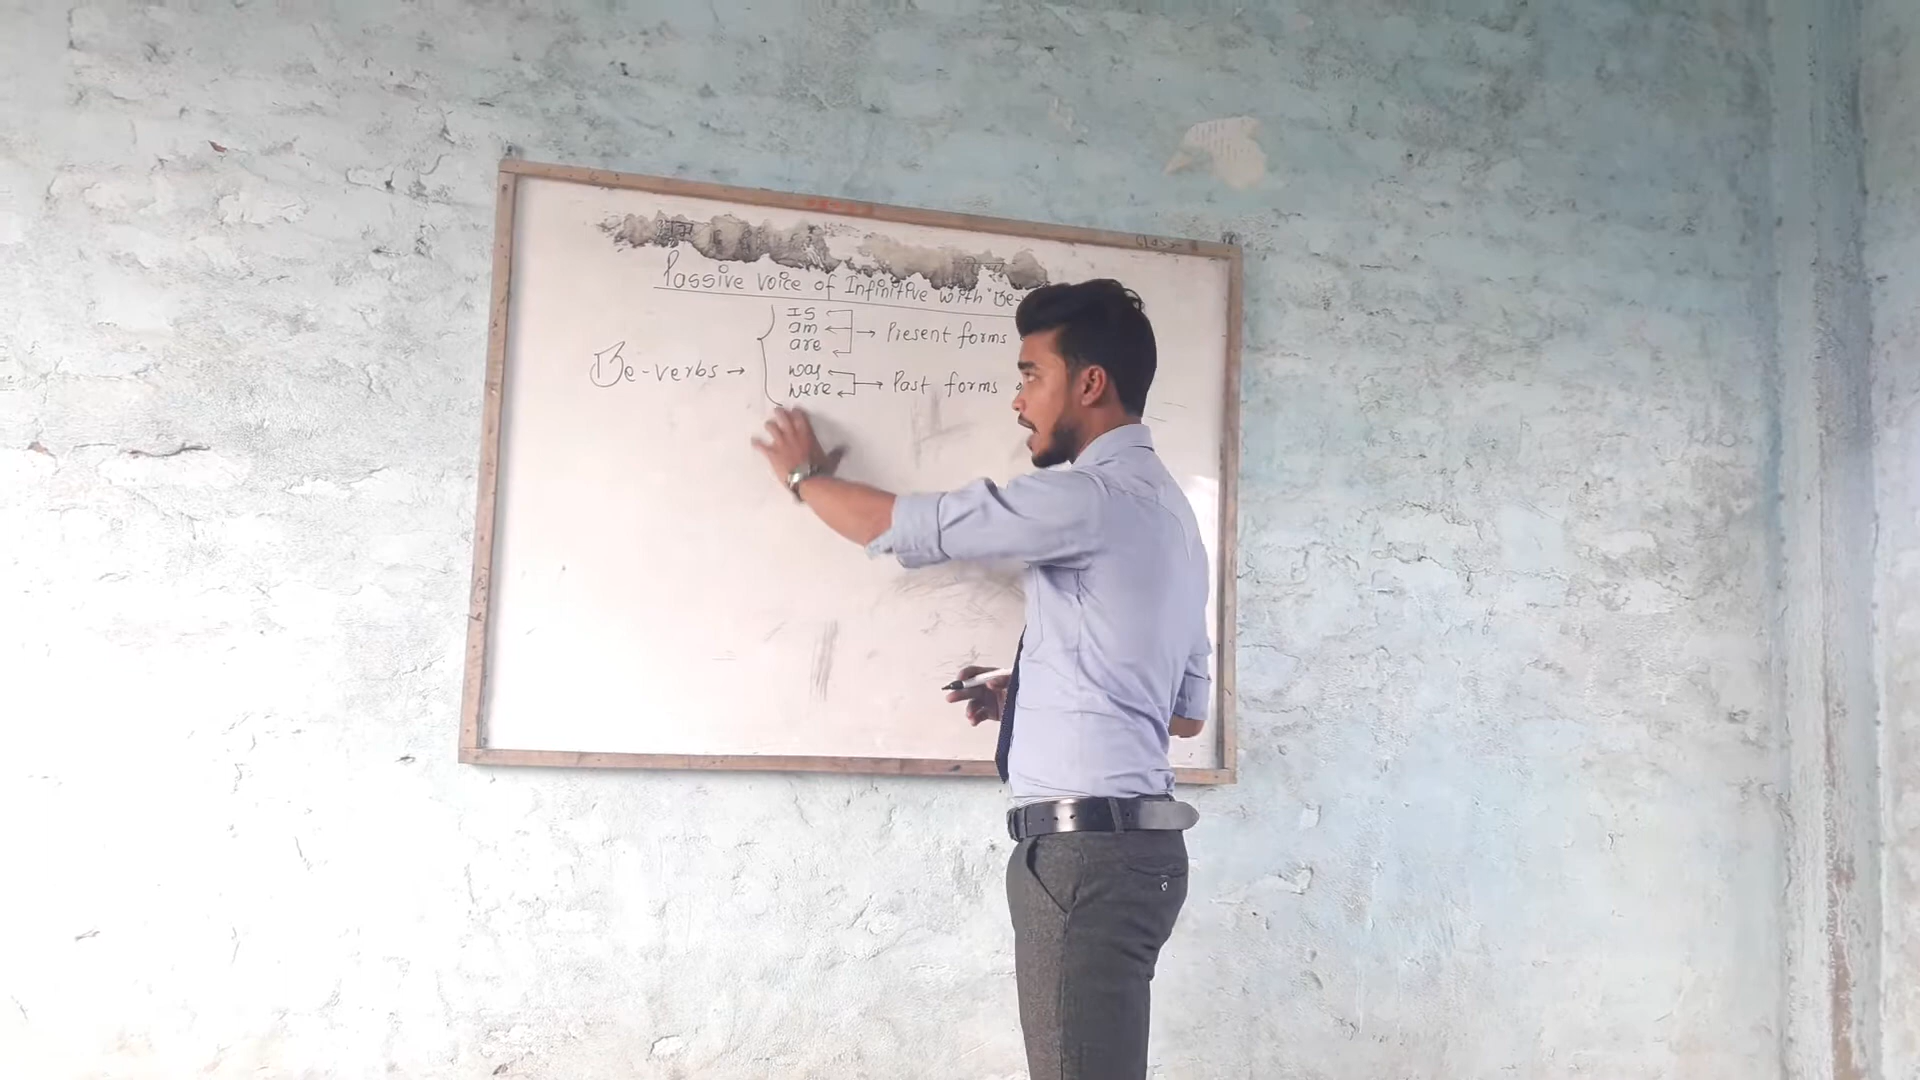 Passive voice of Infinitive with "Be-
Is
am → Present forms
are
Be-verbs →
was
were → Past forms